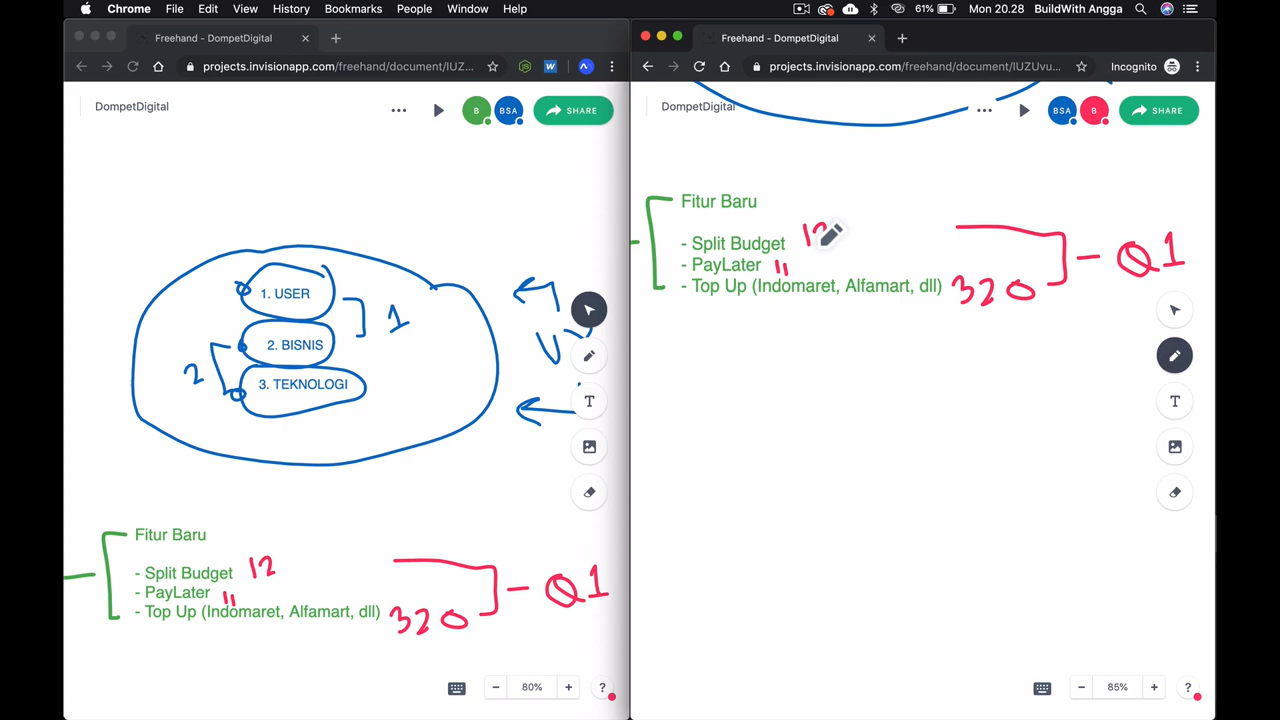 Chrome File Edit View History Bookmarks People Window Help 61% Mon 20.28 BuildWith Angga
Freehand - DompetDigital
projects.invisionapp.com/freehand/document/IUZ...
DompetDigital
B BSA SHARE
1. USER
2. BISNIS
3. TEKNOLOGI
1
2
Fitur Baru
- Split Budget 12
- PayLater 11
- Top Up (Indomaret, Alfamart, dll) 320
Q1
80% ?
Freehand - DompetDigital
projects.invisionapp.com/freehand/document/IUZUvu... Incognito
DompetDigital
BSA B SHARE
Fitur Baru
- Split Budget 12
- PayLater 11
- Top Up (Indomaret, Alfamart, dll) 320
Q1
T
T
85% ?